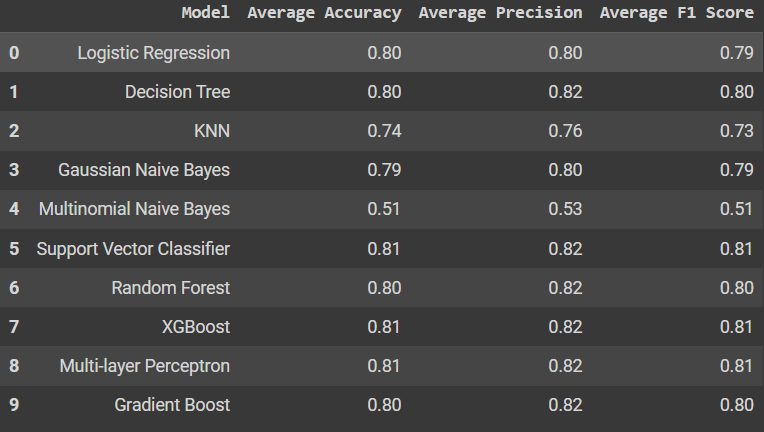 Model Average Accuracy Average Precision Average F1 Score
0 Logistic Regression 0.80 0.80 0.79
1 Decision Tree 0.80 0.82 0.80
2 KNN 0.74 0.76 0.73
3 Gaussian Naive Bayes 0.79 0.80 0.79
4 Multinomial Naive Bayes 0.51 0.53 0.51
5 Support Vector Classifier 0.81 0.82 0.81
6 Random Forest 0.80 0.82 0.80
7 XGBoost 0.81 0.82 0.81
8 Multi-layer Perceptron 0.81 0.82 0.81
9 Gradient Boost 0.80 0.82 0.80